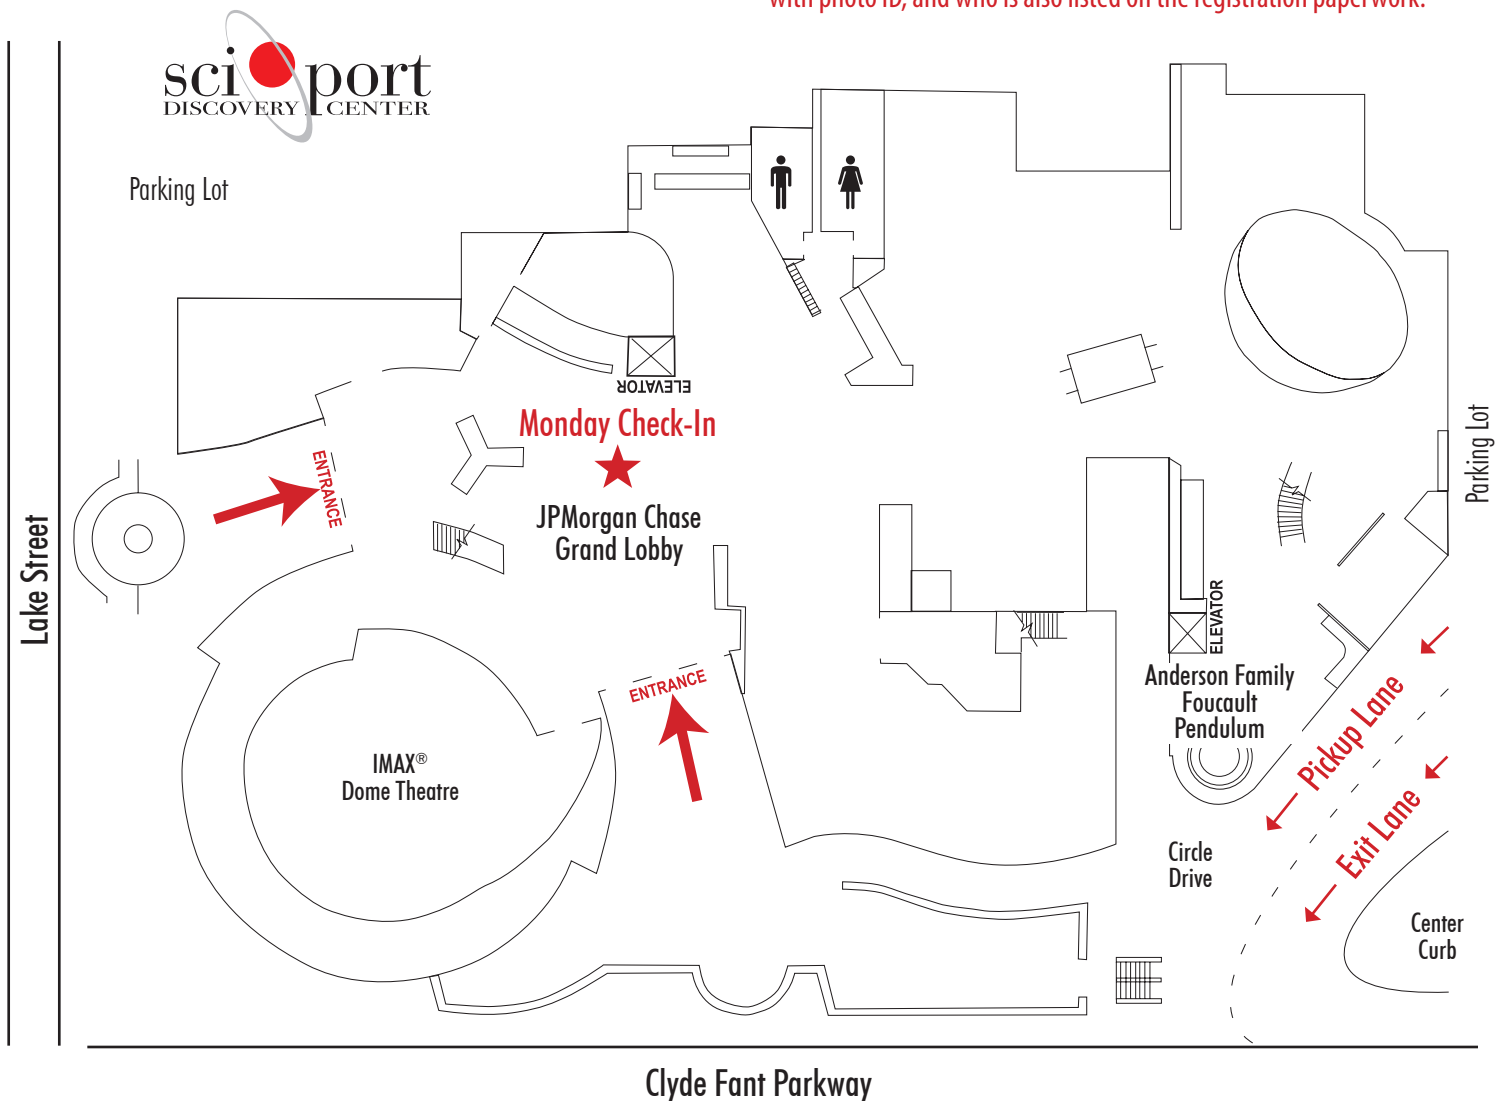 with photo ID, and who is also listed on the registration paperwork.
sci port
DISCOVERY CENTER
Parking Lot
ELEVATOR
Monday Check-In
ENTRANCE
JPMorgan Chase
Grand Lobby
Parking Lot
Lake Street
ELEVATOR
ENTRANCE
Anderson Family
Foucault
Pendulum
Pickup Lane
IMAX®
Dome Theatre
Exit Lane
Circle
Drive
Center
Curb
Clyde Fant Parkway